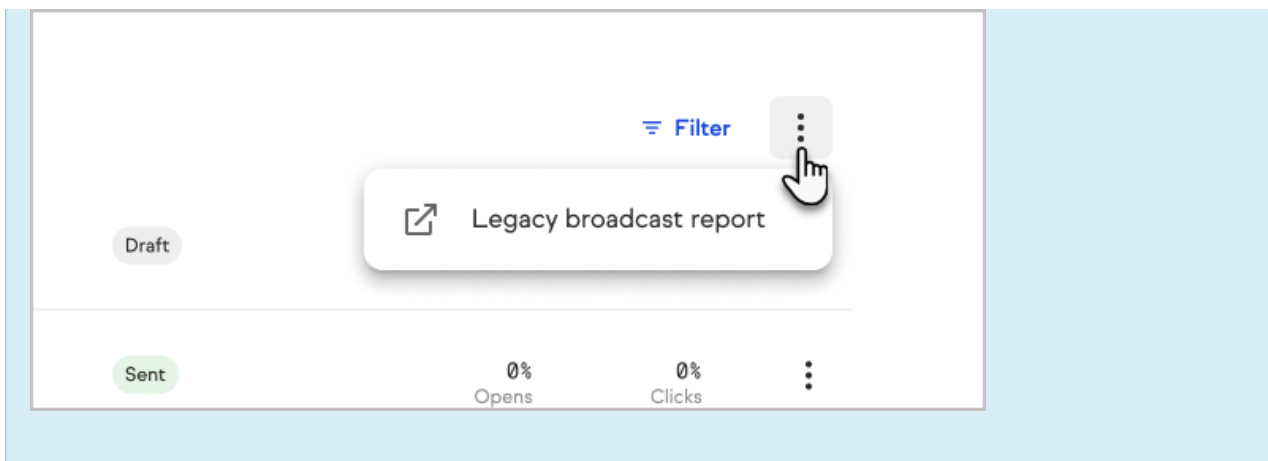 Filter
Legacy broadcast report
Draft
Sent
0%
0%
Opens
Clicks